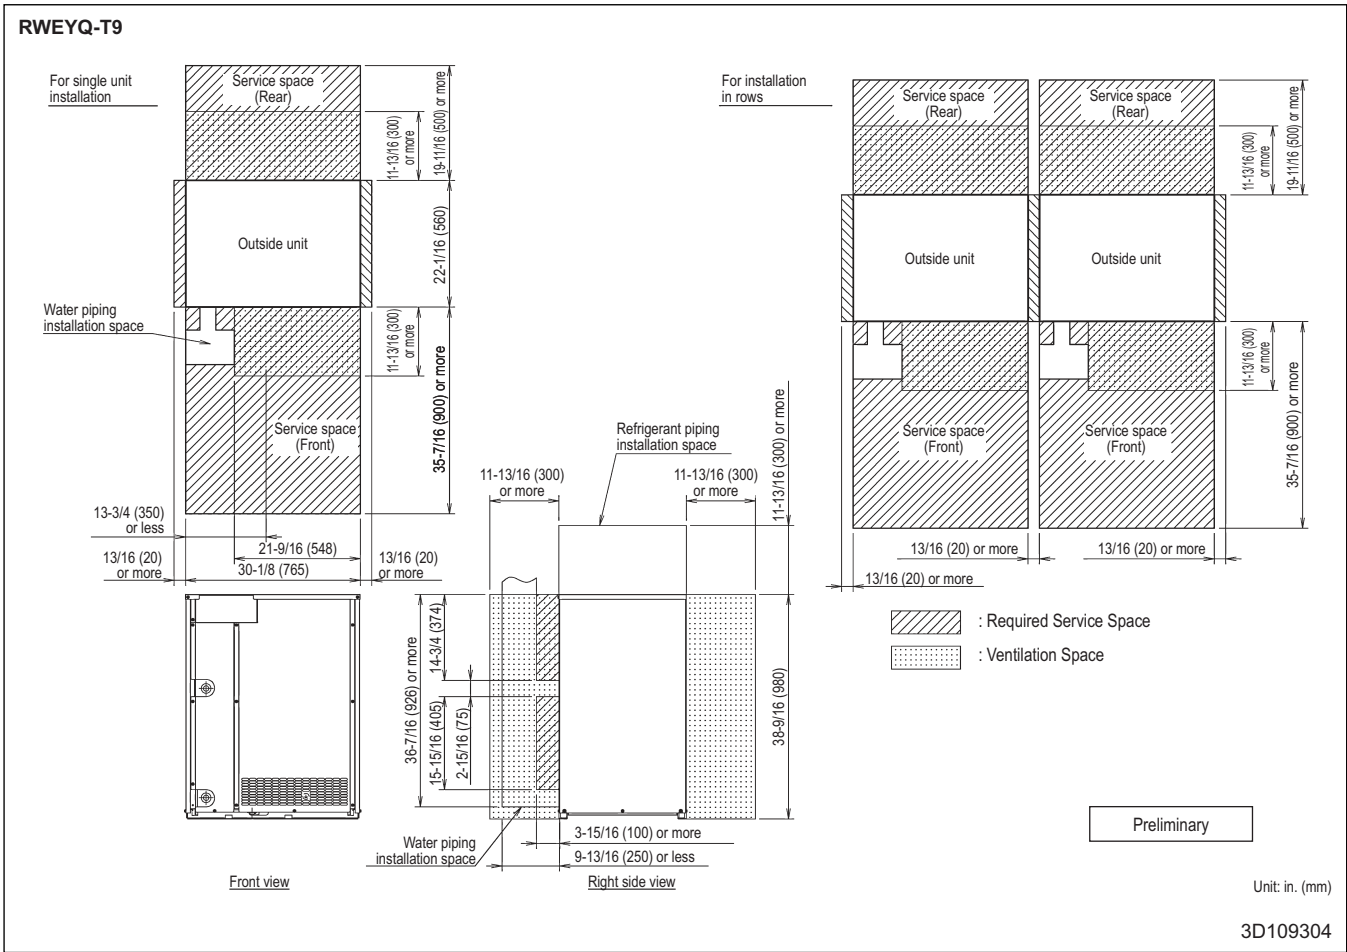 RWEYQ-T9
For single unit
installation
Service space
(Rear)
11-13/16 (300)
or more
19-11/16 (500) or more
Outside unit
22-1/16 (560)
Water piping
installation space
11-13/16 (300)
or more
35-7/16 (900) or more
Service space
(Front)
13-3/4 (350)
or less
21-9/16 (548)
13/16 (20)
or more
30-1/8 (765)
13/16 (20)
or more
For installation
in rows
Service space
(Rear)
Service space
(Rear)
11-13/16 (300)
or more
19-11/16 (500) or more
Outside unit
Outside unit
11-13/16 (300)
or more
35-7/16 (900) or more
Service space
(Front)
Service space
(Front)
13/16 (20) or more
13/16 (20) or more
13/16 (20) or more
Refrigerant piping
installation space
11-13/16 (300)
or more
11-13/16 (300)
or more
11-13/16 (300) or more
36-7/16 (926) or more
14-3/4 (374)
15-15/16 (405)
2-15/16 (75)
38-9/16 (980)
Water piping
installation space
3-15/16 (100) or more
9-13/16 (250) or less
Front view
Right side view
: Required Service Space
: Ventilation Space
Preliminary
Unit: in. (mm)
3D109304